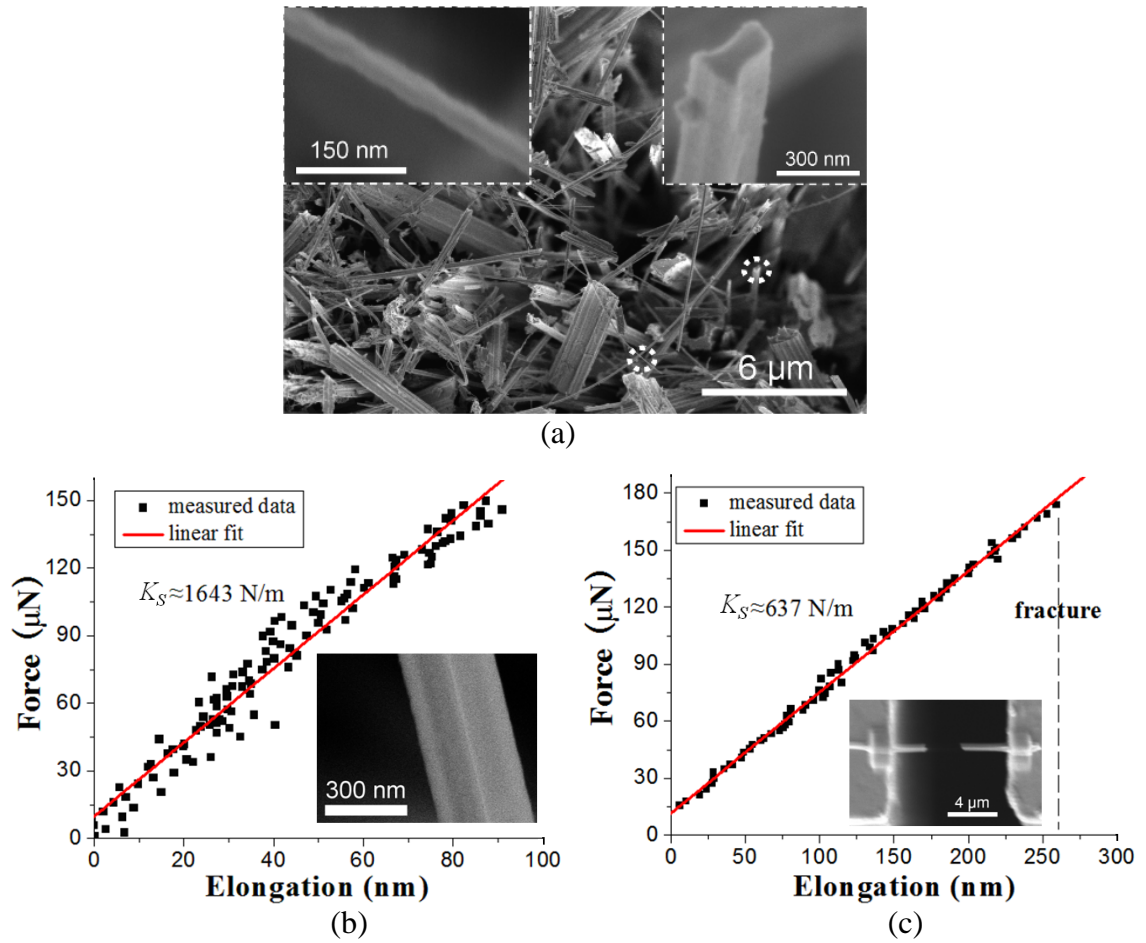 150 nm
300 nm
6 μm
(a)
150
120
90
60
30
0
Force (μN)
measured data
linear fit
K_S≈1643 N/m
300 nm
0 20 40 60 80 100
Elongation (nm)
(b)
180
150
120
90
60
30
0
Force (μN)
measured data
linear fit
K_S≈637 N/m
fracture
4 μm
0 50 100 150 200 250 300
Elongation (nm)
(c)